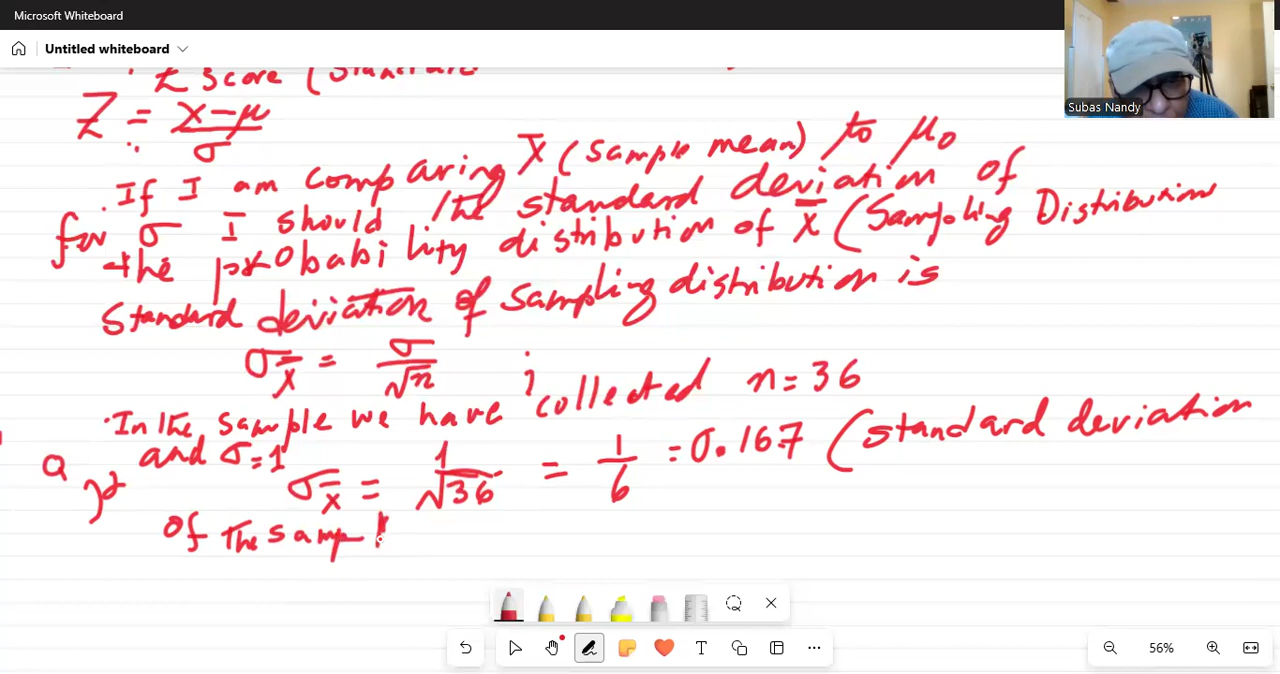 Microsoft Whiteboard
Untitled whiteboard
Subas Nandy
Z score (standard
Z = x-μ / σ
If I am comparing X̄ (sample mean) to μ0
for σ I should the standard deviation of
the probability distribution of X̄ (Sampling Distribution
Standard deviation of sampling distribution is
σx̄ = σ/√n
. In the sample we have collected n=36
and σ=1
σx̄ = 1/√36 = 1/6 = 0.167 (standard deviation
of the sampl
56%